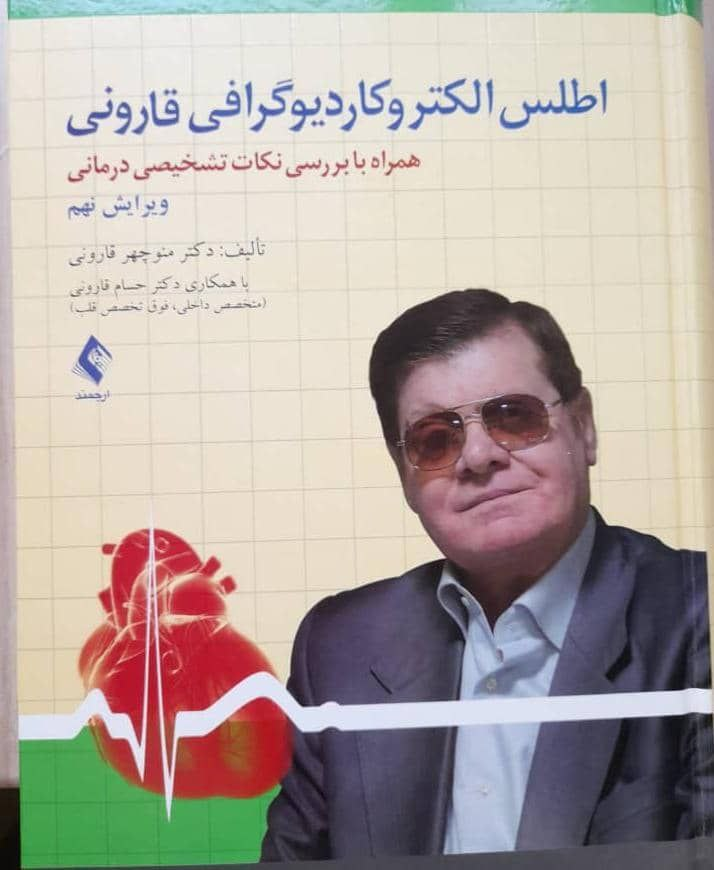 اطلس الکتروکاردیوگرافی قارونی
همراه با بررسی نکات تشخیصی درمانی
ویرایش نهم
تألیف: دکتر منوچهر قارونی
با همکاری دکتر حسام قارونی
(متخصص داخلی، فوق تخصص قلب)
ارجمند